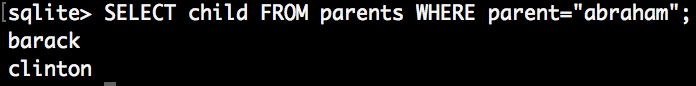 sqlite> SELECT child FROM parents WHERE parent="abraham";
barack
clinton